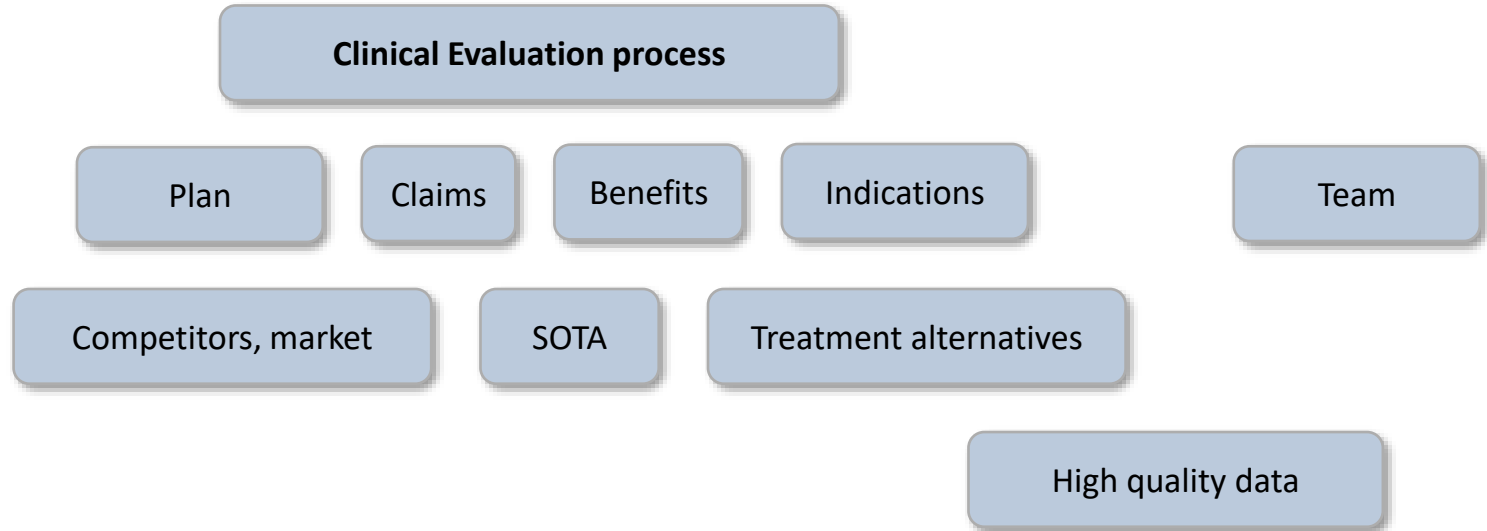 Clinical Evaluation process
Plan
Claims
Benefits
Indications
Team
Competitors, market
SOTA
Treatment alternatives
High quality data